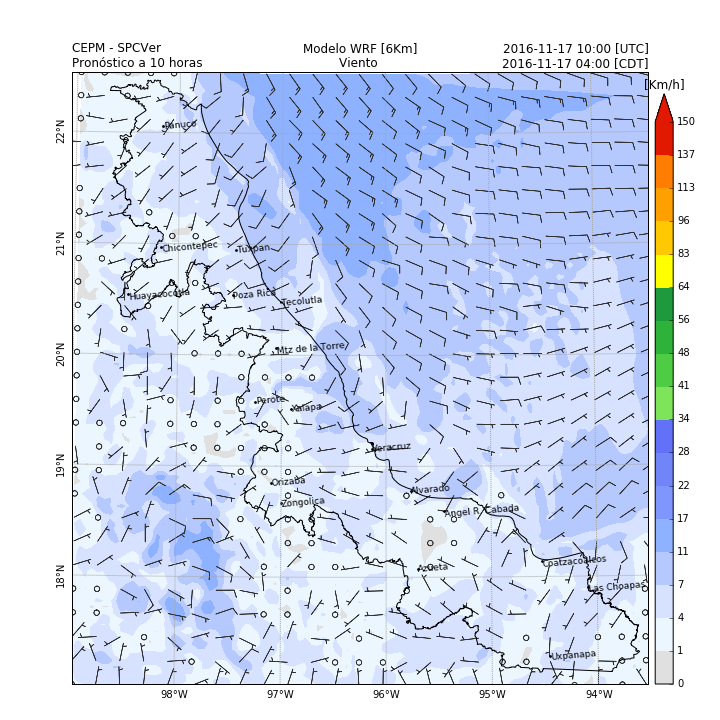 CEPM - SPCVer
Modelo WRF [6Km]
2016-11-17 10:00 [UTC]
Pronóstico a 10 horas
Viento
2016-11-17 04:00 [CDT]
[Km/h]
150
137
113
96
83
64
56
48
41
34
28
22
17
11
7
4
1
0
22°N
21°N
20°N
19°N
18°N
98°W
97°W
96°W
95°W
94°W
Panuco
Chicontepec
Tuxpan
Huayacocotla
Poza Rica
Tecolutla
Mtz de la Torre
Perote
Xalapa
Veracruz
Orizaba
Alvarado
Zongolica
Angel R. Cabada
Azueta
Coatzacoalcos
Las Choapas
Uxpanapa